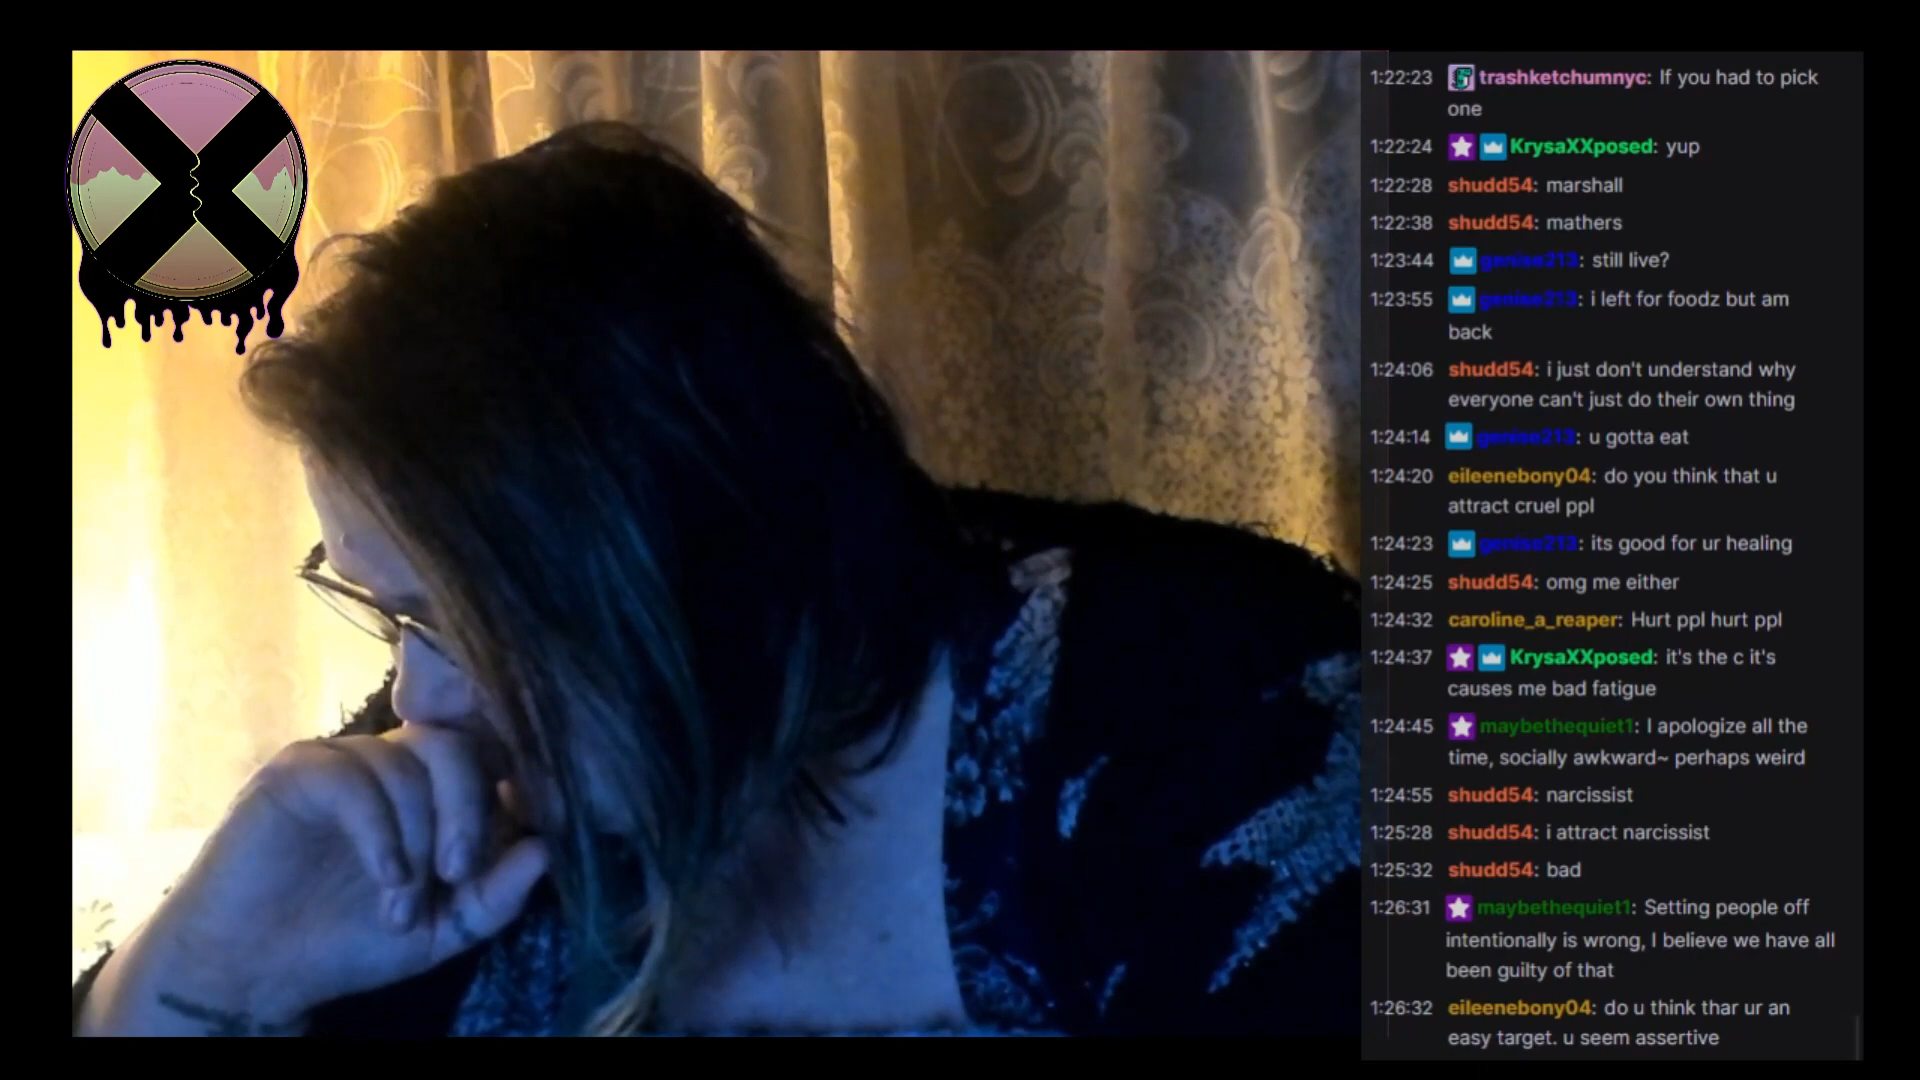 1:22:23 trashketchumnyc: If you had to pick
one
1:22:24 KrysaXXposed: yup
1:22:28 shudd54: marshall
1:22:38 shudd54: mathers
1:23:44 genise213: still live?
1:23:55 genise213: i left for foodz but am
back
1:24:06 shudd54: i just don't understand why
everyone can't just do their own thing
1:24:14 genise213: u gotta eat
1:24:20 eileenebony04: do you think that u
attract cruel ppl
1:24:23 genise213: its good for ur healing
1:24:25 shudd54: omg me either
1:24:32 caroline_a_reaper: Hurt ppl hurt ppl
1:24:37 KrysaXXposed: it's the c it's
causes me bad fatigue
1:24:45 maybethequiet1: I apologize all the
time, socially awkward~ perhaps weird
1:24:55 shudd54: narcissist
1:25:28 shudd54: i attract narcissist
1:25:32 shudd54: bad
1:26:31 maybethequiet1: Setting people off
intentionally is wrong, I believe we have all
been guilty of that
1:26:32 eileenebony04: do u think thar ur an
easy target. u seem assertive